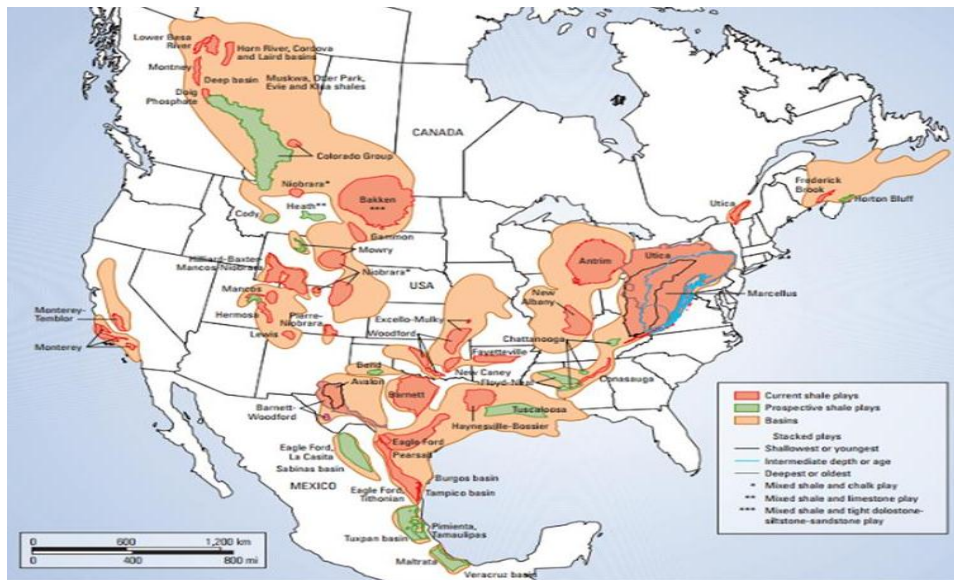 Lower Besa
River
Horn River, Cordova
and Laird basins
Montney
Deep basin
Muskwa, Otter Park,
Evie and Klua shales
Doig
Phosphate
CANADA
Colorado Group
Niobrara*
Bakken
***
Frederick
Brook
Horton Bluff
Utica
Cody
Heath**
Gammon
Mowry
Utica
Antrim
Hilliard-Baxter-
Mancos-Niobrara
Niobrara*
USA
Marcellus
Mancos
New
Albany
Monterey-
Temblor
Hermosa
Pierre-
Niobrara
Excello-Mulky
Woodford
Chattanooga
Monterey
Lewis
Fayetteville
Bend
New Caney
Floyd-Neal
Conasauga
Avalon
Barnett
Barnett-
Woodford
Tuscaloosa
Haynesville-Bossier
Eagle Ford,
La Casita
Eagle Ford
Pearsall
Sabinas basin
MEXICO
Burgos basin
Eagle Ford,
Tithonian
Tampico basin
Pimienta,
Tamaulipas
Tuxpan basin
Maltrata
Veracruz basin
Current shale plays
Prospective shale plays
Basins
Stacked plays
Shallowest or youngest
Intermediate depth or age
Deepest or oldest
* Mixed shale and chalk play
** Mixed shale and limestone play
*** Mixed shale and tight dolostone-
siltstone-sandstone play
0 600 1,200 km
0 400 800 mi